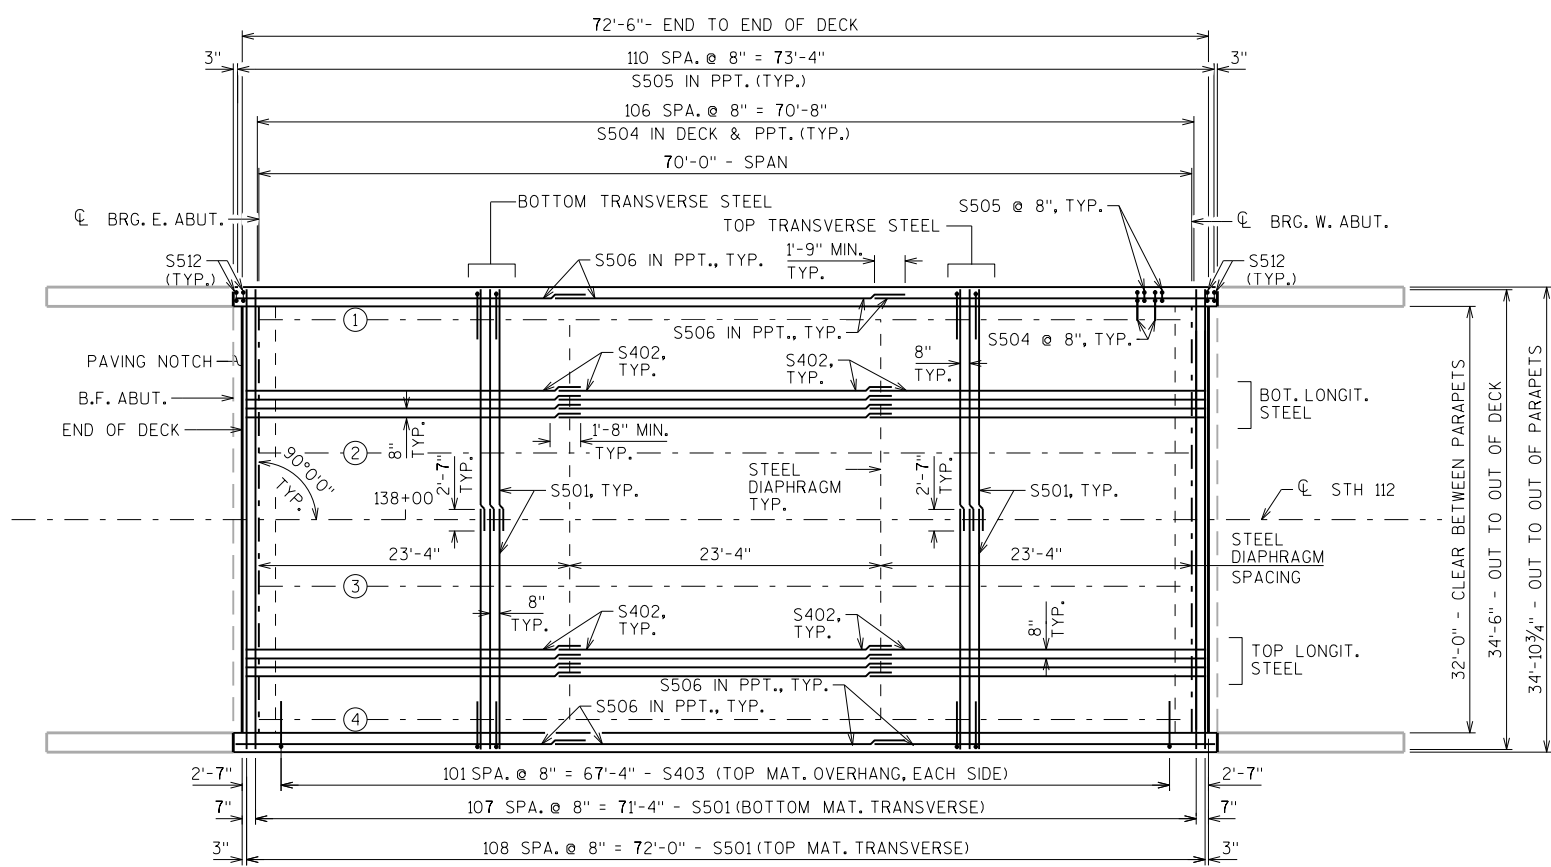 72'-6"- END TO END OF DECK
3" 110 SPA. @ 8" = 73'-4" 3"
S505 IN PPT. (TYP.)
106 SPA. @ 8" = 70'-8"
S504 IN DECK & PPT. (TYP.)
70'-0" - SPAN
BOTTOM TRANSVERSE STEEL
S505 @ 8", TYP.
℄ BRG. E. ABUT.
TOP TRANSVERSE STEEL
℄ BRG. W. ABUT.
S512
(TYP.)
S506 IN PPT., TYP.
1'-9" MIN.
TYP.
S512
(TYP.)
1
S506 IN PPT., TYP.
S504 @ 8", TYP.
PAVING NOTCH
S402,
TYP.
S402,
TYP.
8"
TYP.
B.F. ABUT.
BOT. LONGIT.
STEEL
END OF DECK
8"
TYP.
1'-8" MIN.
TYP.
2
90°0'0"
TYP.
138+00
2'-7"
TYP.
S501, TYP.
STEEL
DIAPHRAGM
TYP.
2'-7"
TYP.
S501, TYP.
℄ STH 112
23'-4" 23'-4" 23'-4"
STEEL
DIAPHRAGM
SPACING
3
8"
TYP.
S402,
TYP.
S402,
TYP.
8"
TYP.
TOP LONGIT.
STEEL
S506 IN PPT., TYP.
S506 IN PPT., TYP.
4
32'-0" - CLEAR BETWEEN PARAPETS
34'-6" - OUT TO OUT OF DECK
34'-10¾" - OUT TO OUT OF PARAPETS
2'-7" 101 SPA. @ 8" = 67'-4" - S403 (TOP MAT. OVERHANG, EACH SIDE) 2'-7"
7" 107 SPA. @ 8" = 71'-4" - S501 (BOTTOM MAT. TRANSVERSE) 7"
3" 108 SPA. @ 8" = 72'-0" - S501 (TOP MAT. TRANSVERSE) 3"